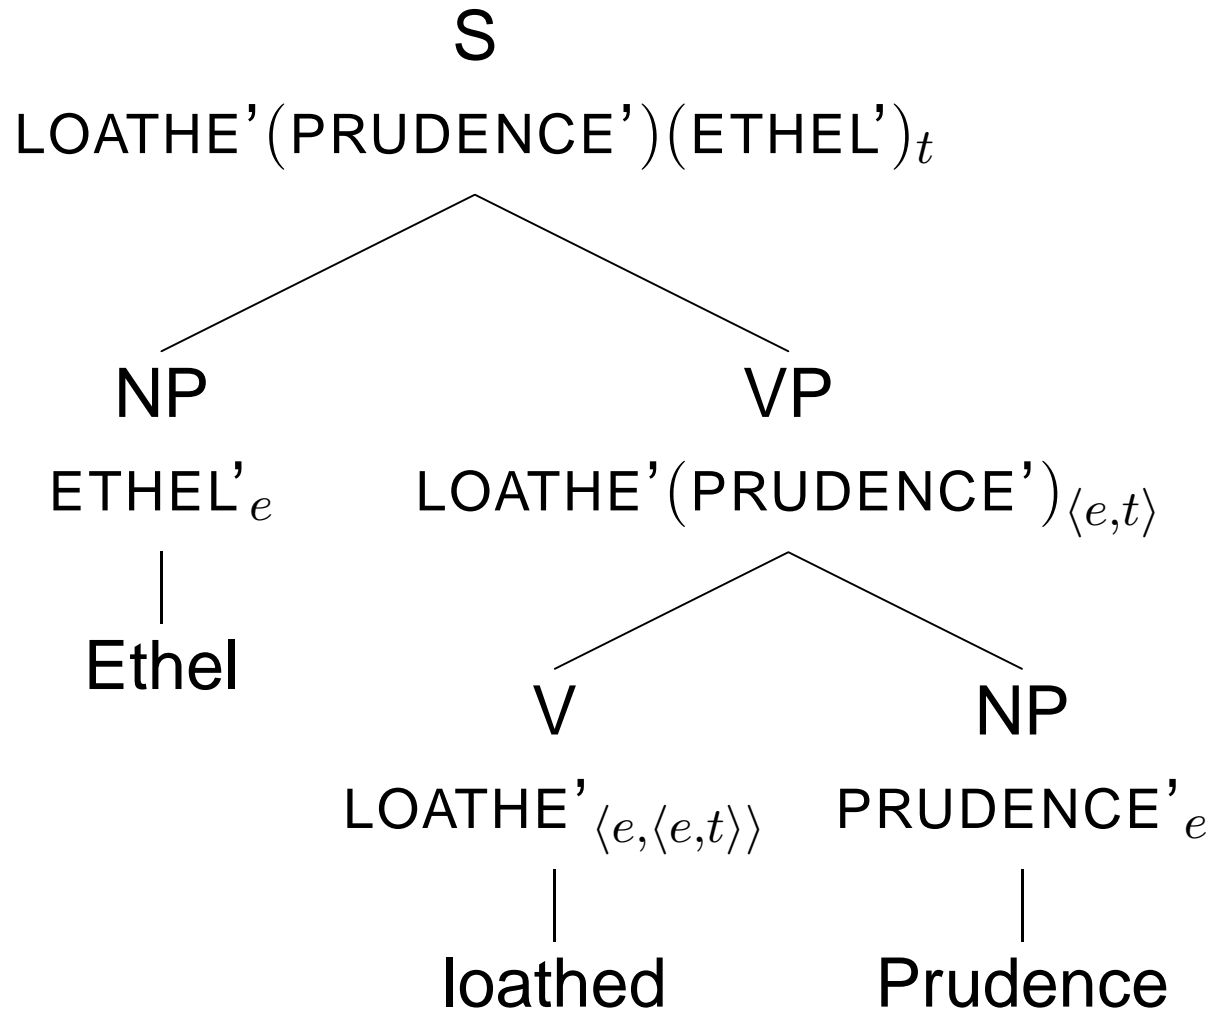 S
LOATHE’(PRUDENCE’)(ETHEL’)t
NP VP
ETHEL’e LOATHE’(PRUDENCE’)⟨e,t⟩
Ethel
V NP
LOATHE’⟨e,⟨e,t⟩⟩ PRUDENCE’e
loathed Prudence